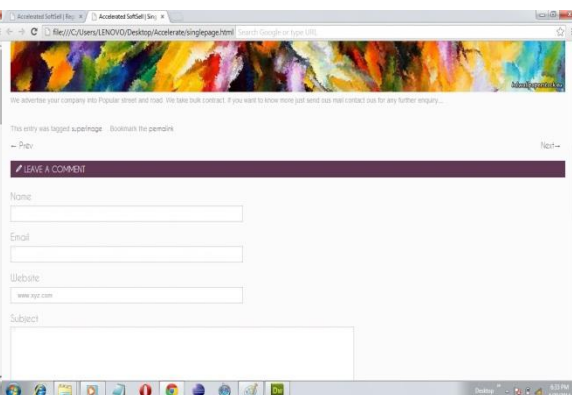 Accelerated SoftSell | Reg
Accelerated SoftSell | Sing
file:///C:/Users/LENOVO/Desktop/Accelerate/singlepage.html Search Google or type URL
We advertise your company into Popular street and road. We take bulk contract. If you want to know more just send ous mail contact ous for any further enquiry...
This entry was tagged superimage. Bookmark the permalink
← Prev
Next→
LEAVE A COMMENT
Name
Email
Website
www.xyz.com
Subject
Dw
Desktop